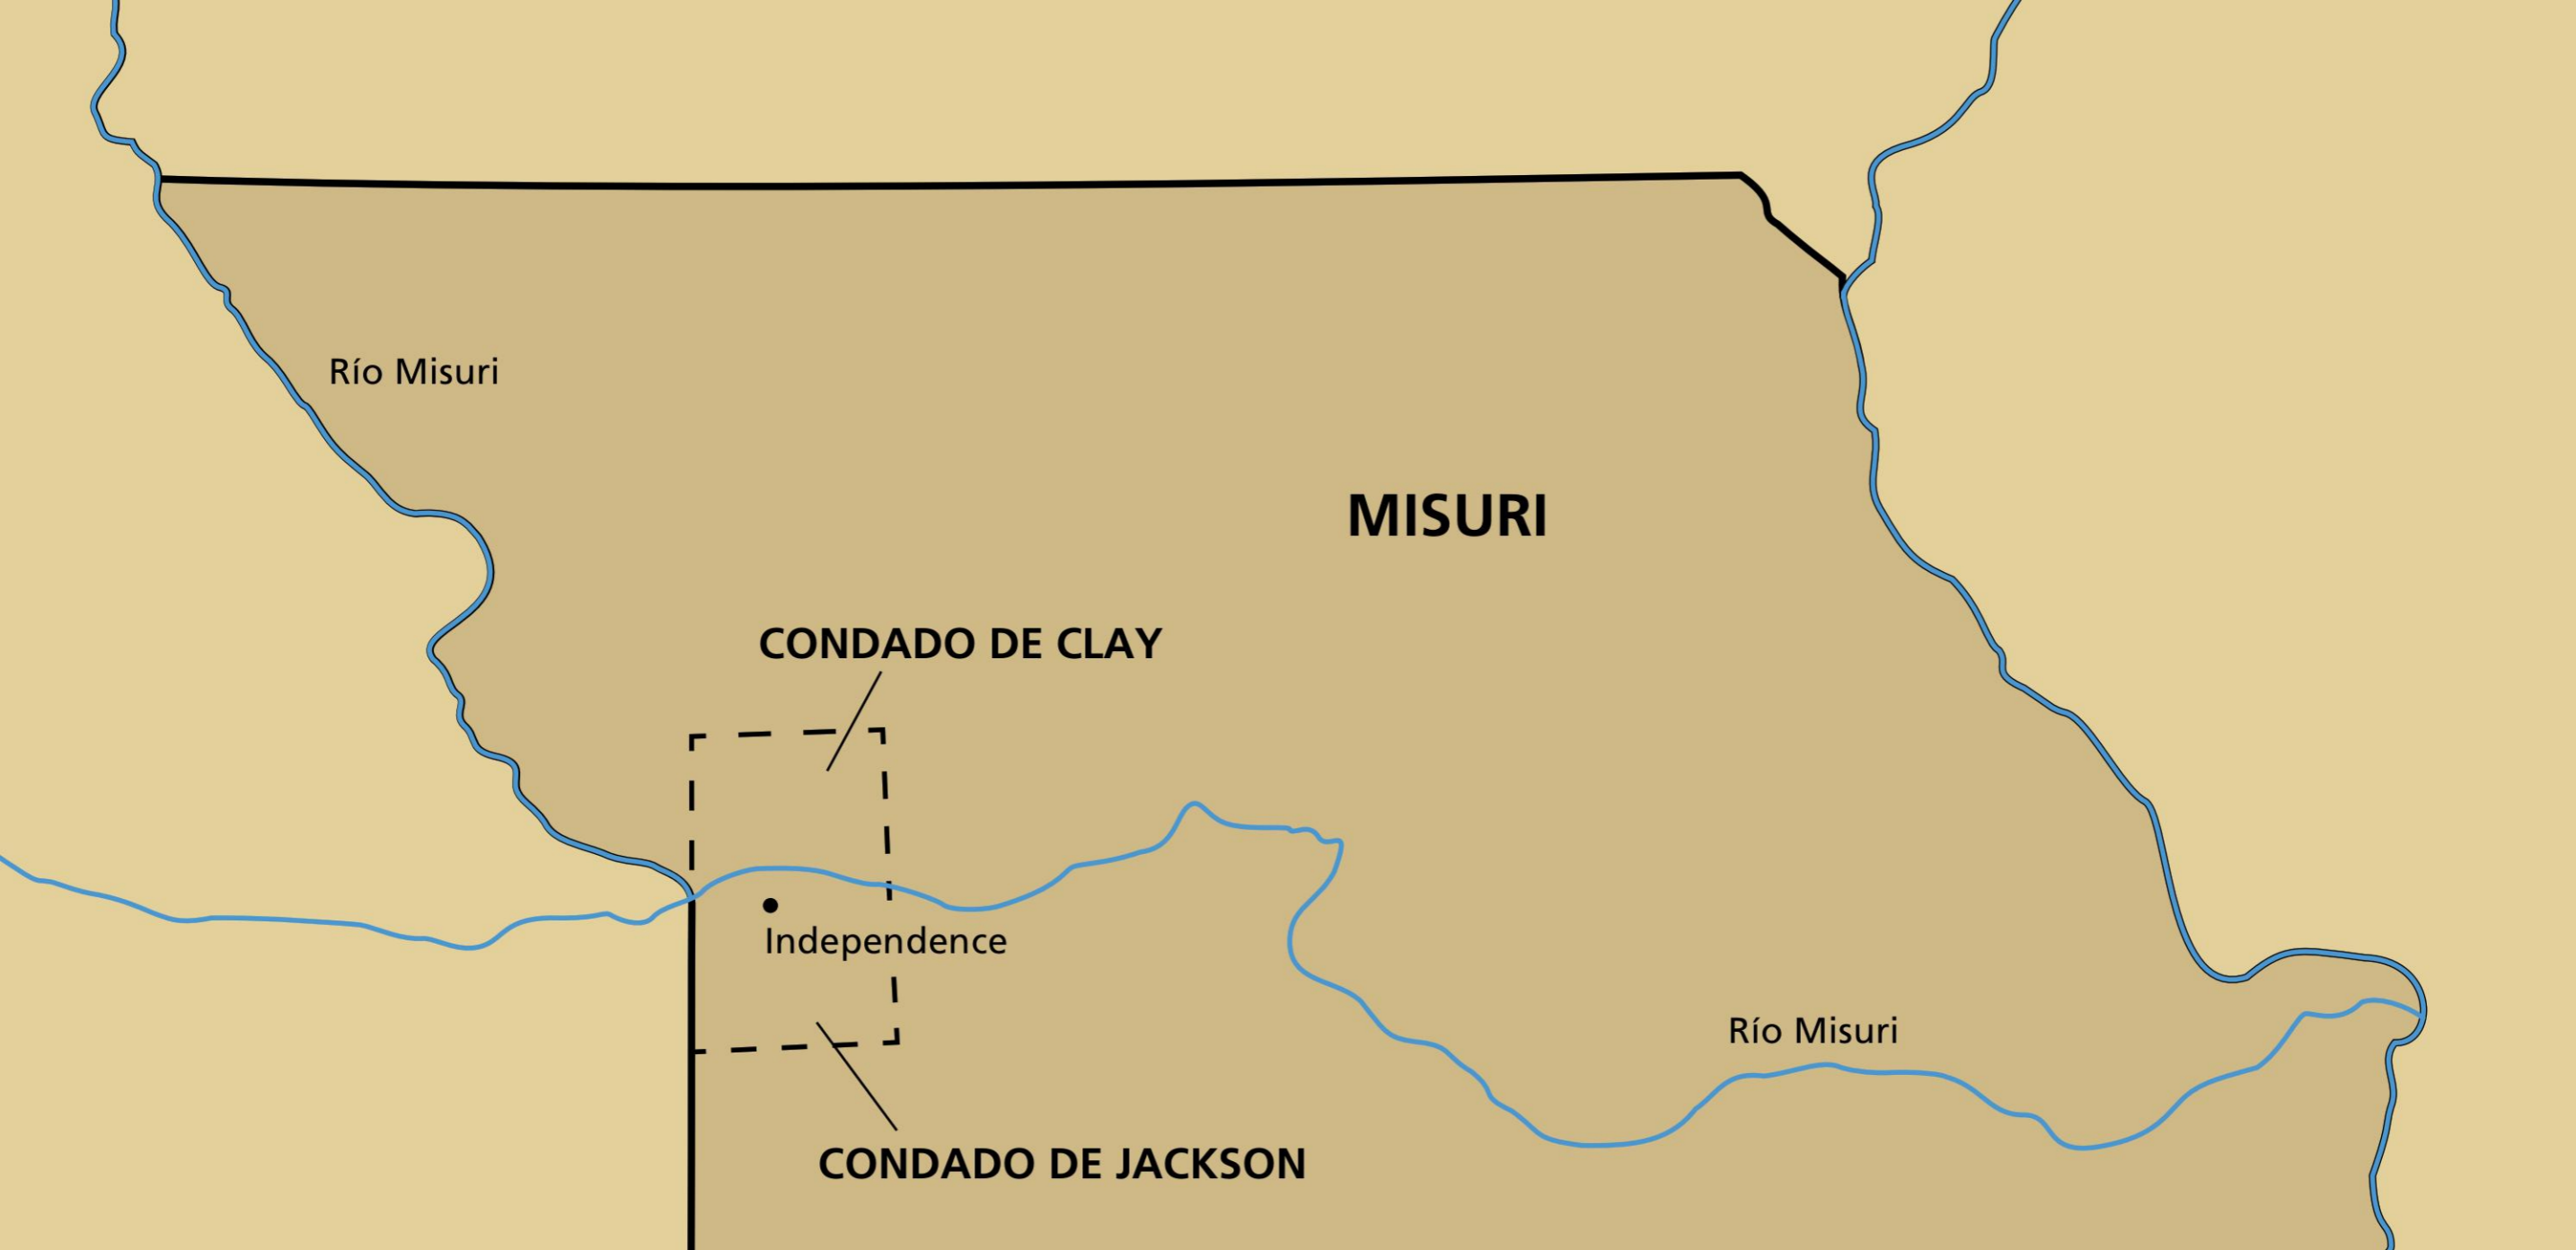 Río Misuri
MISURI
CONDADO DE CLAY
Independence
Río Misuri
CONDADO DE JACKSON